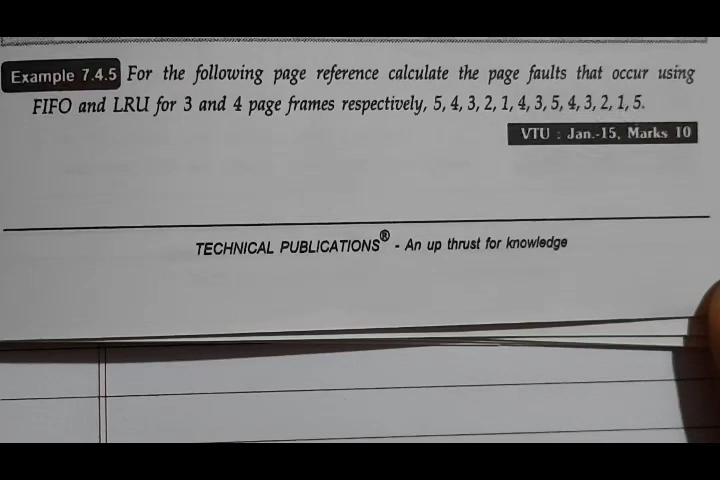 Example 7.4.5 For the following page reference calculate the page faults that occur using
FIFO and LRU for 3 and 4 page frames respectively, 5, 4, 3, 2, 1, 4, 3, 5, 4, 3, 2, 1, 5.
VTU : Jan.-15, Marks 10
TECHNICAL PUBLICATIONS® - An up thrust for knowledge